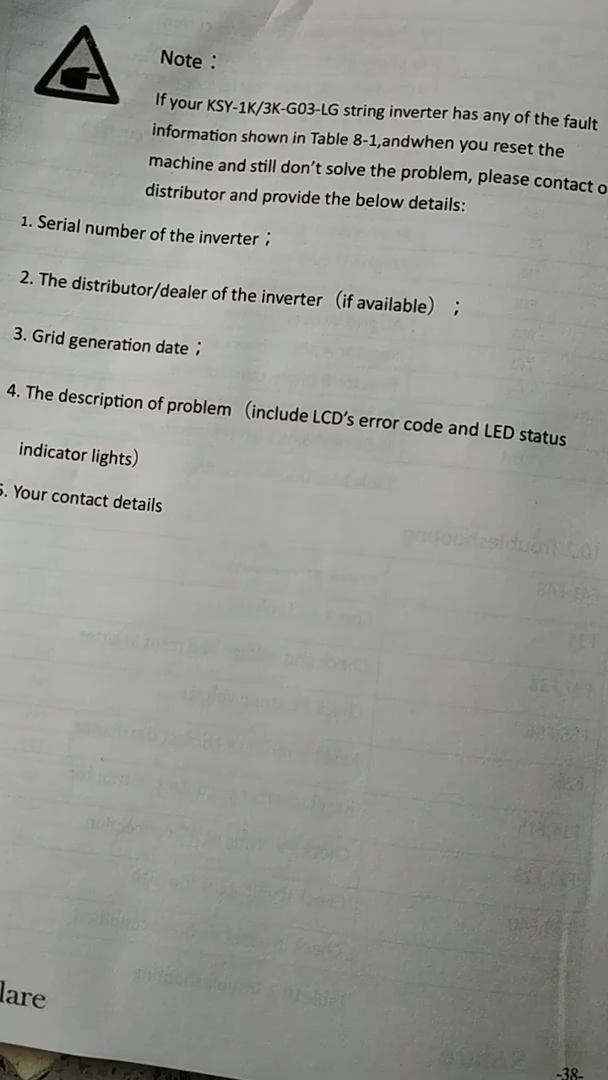 Note：
If your KSY-1K/3K-G03-LG string inverter has any of the fault
information shown in Table 8-1,andwhen you reset the
machine and still don't solve the problem, please contact o
distributor and provide the below details:
1. Serial number of the inverter；
2. The distributor/dealer of the inverter（if available）；
3. Grid generation date；
4. The description of problem（include LCD's error code and LED status
indicator lights）
5. Your contact details
lare
-38-